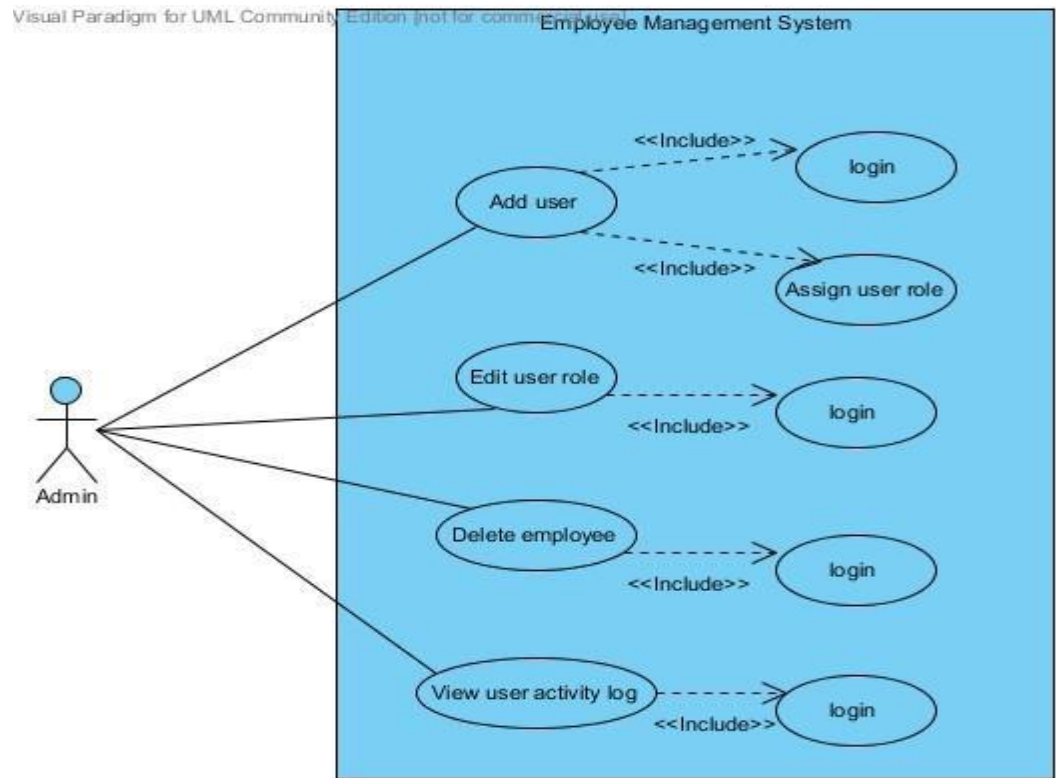 Visual Paradigm for UML Community Edition [not for commercial use]
Employee Management System
<<Include>>
login
Add user
<<Include>>
Assign user role
Edit user role
<<Include>>
login
Admin
Delete employee
<<Include>>
login
View user activity log
<<Include>>
login